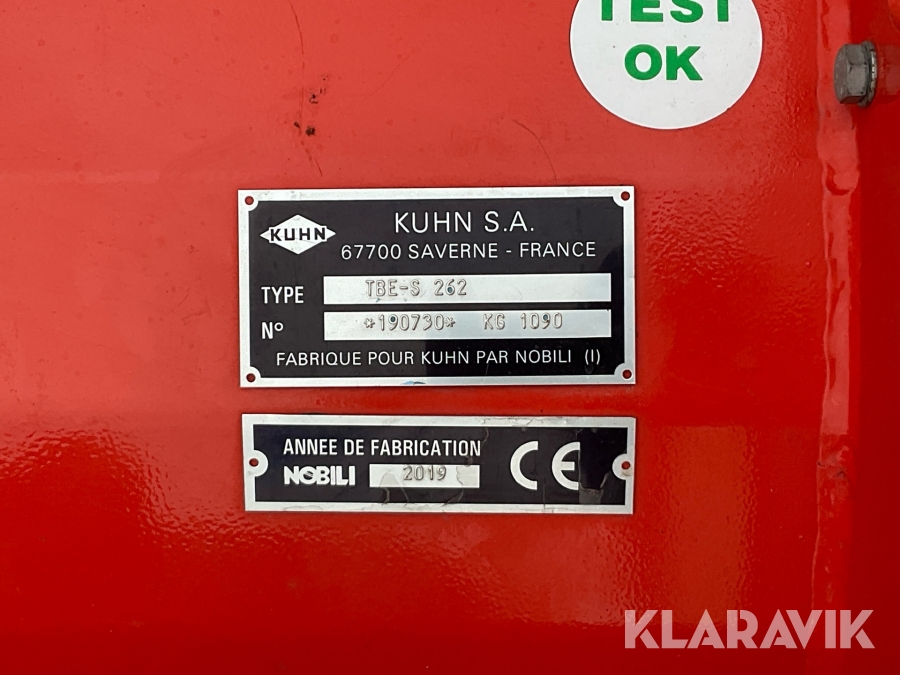 TEST
OK
KUHN
KUHN S.A.
67700 SAVERNE - FRANCE
TYPE TBE-S 262
Nº *190730* KG 1090
FABRIQUE POUR KUHN PAR NOBILI (I)
ANNEE DE FABRICATION
NOBILI 2019
CE
KLARAVIK